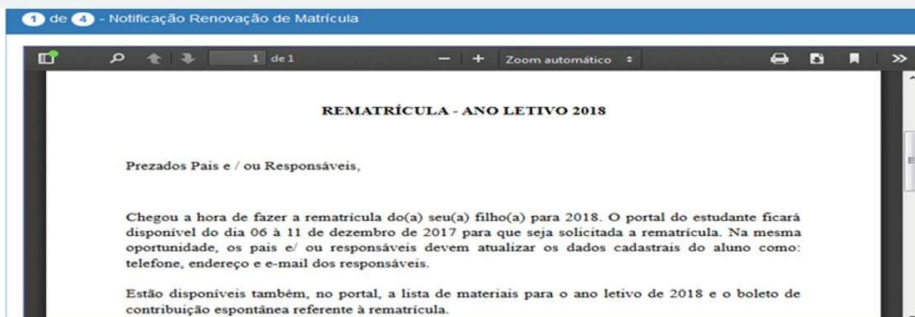 1 de 4 - Notificação Renovação de Matrícula
1 de 1 − + Zoom automático
REMATRÍCULA - ANO LETIVO 2018
Prezados Pais e / ou Responsáveis,
Chegou a hora de fazer a rematrícula do(a) seu(a) filho(a) para 2018. O portal do estudante ficará
disponível do dia 06 à 11 de dezembro de 2017 para que seja solicitada a rematrícula. Na mesma
oportunidade, os pais e/ ou responsáveis devem atualizar os dados cadastrais do aluno como:
telefone, endereço e e-mail dos responsáveis.
Estão disponíveis também, no portal, a lista de materiais para o ano letivo de 2018 e o boleto de
contribuição espontânea referente à rematrícula.